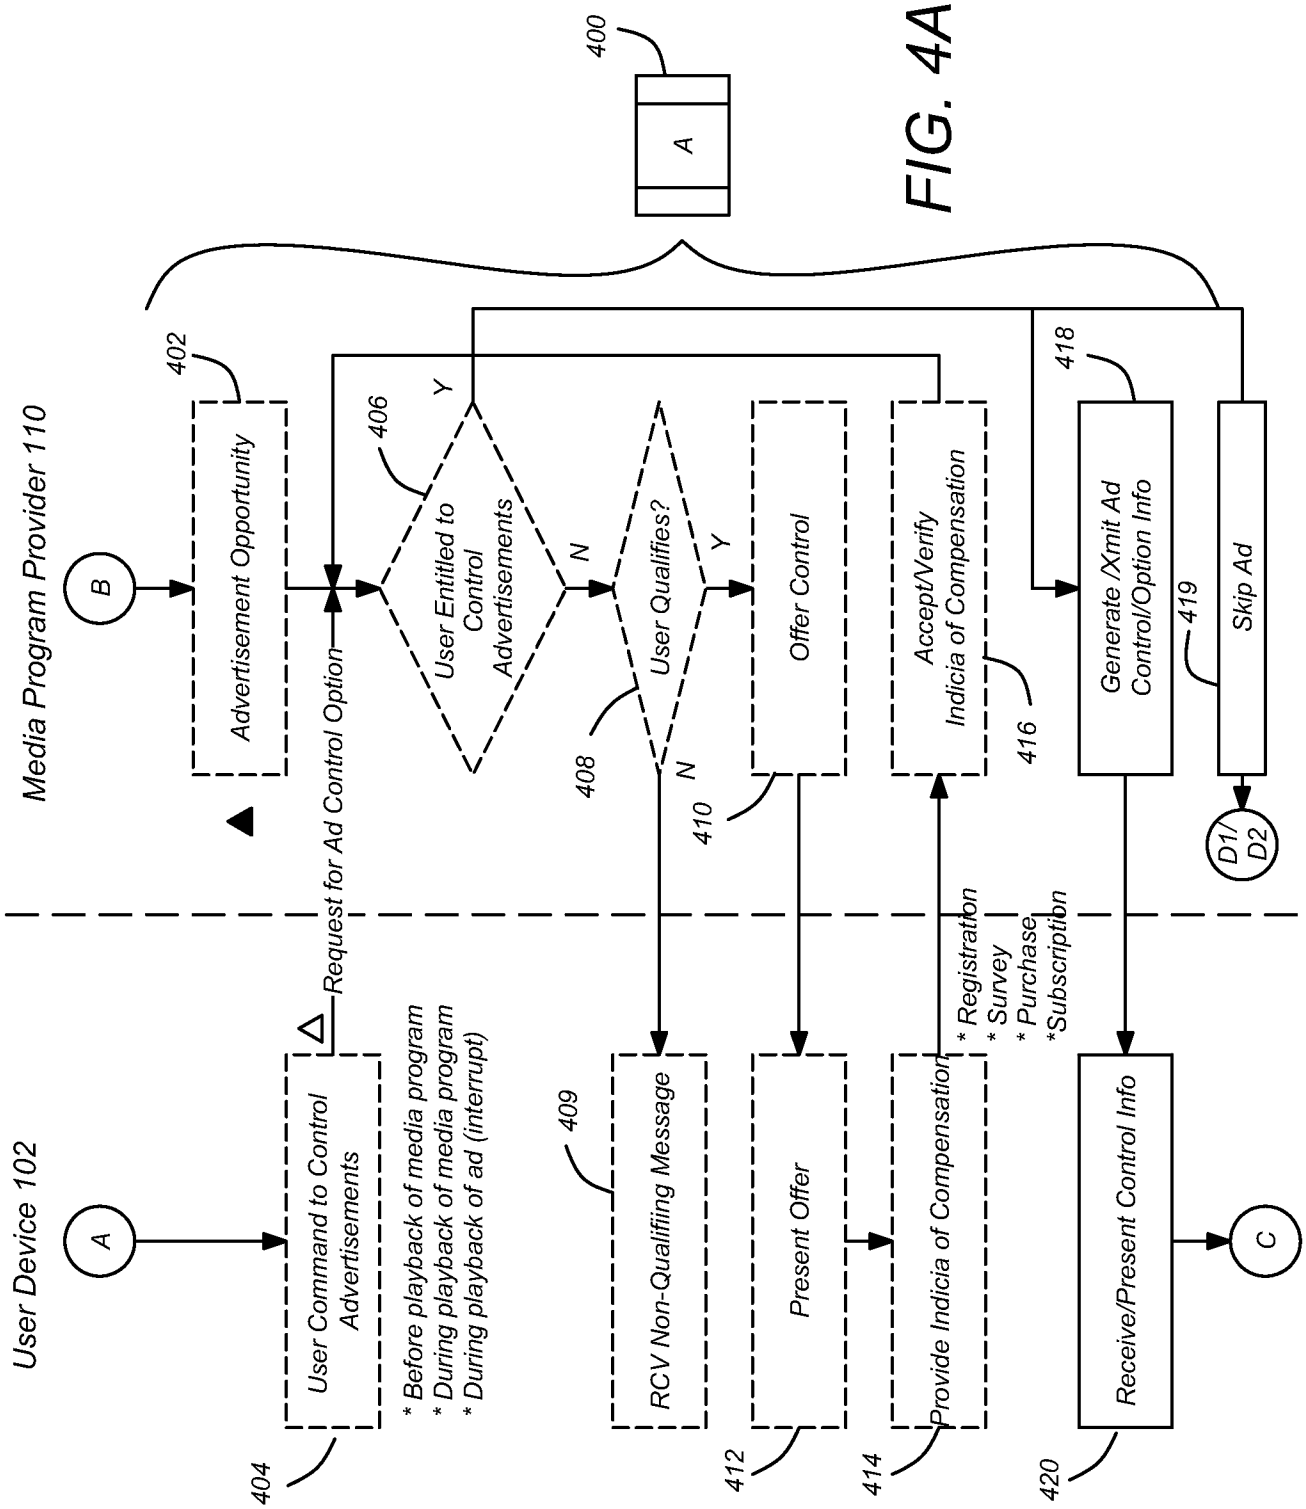 User Device 102
Media Program Provider 110
A
B
402
Advertisement Opportunity
404
User Command to Control
Advertisements
* Before playback of media program
* During playback of media program
* During playback of ad (interrupt)
Request for Ad Control Option
406
User Entitled to
Control
Advertisements
Y
N
408
User Qualifies?
N
Y
409
RCV Non-Qualifiing Message
410
Offer Control
412
Present Offer
414
Provide Indicia of Compensation
* Registration
* Survey
* Purchase
*Subscription
416
Accept/Verify
Indicia of Compensation
418
Generate /Xmit Ad
Control/Option Info
419
Skip Ad
D1/
D2
420
Receive/Present Control Info
C
400
A
FIG. 4A